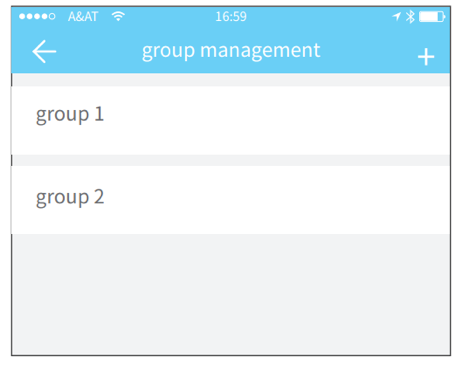 A&AT 16:59
group management
group 1
group 2